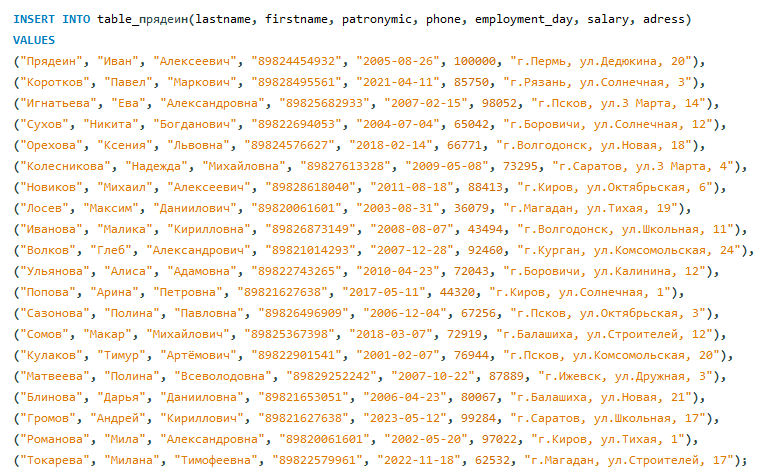 INSERT INTO table_прядеин(lastname, firstname, patronymic, phone, employment_day, salary, adress)
VALUES
("Прядеин", "Иван", "Алексеевич", "89824454932", "2005-08-26", 100000, "г.Пермь, ул.Дедюкина, 20"),
("Коротков", "Павел", "Маркович", "89828495561", "2021-04-11", 85750, "г.Рязань, ул.Солнечная, 3"),
("Игнатьева", "Ева", "Александровна", "89825682933", "2007-02-15", 98052, "г.Псков, ул.3 Марта, 14"),
("Сухов", "Никита", "Богданович", "89822694053", "2004-07-04", 65042, "г.Боровичи, ул.Солнечная, 12"),
("Орехова", "Ксения", "Львовна", "89824576627", "2018-02-14", 66771, "г.Волгодонск, ул.Новая, 18"),
("Колесникова", "Надежда", "Михайловна", "89827613328", "2009-05-08", 73295, "г.Саратов, ул.3 Марта, 4"),
("Новиков", "Михаил", "Алексеевич", "89828618040", "2011-08-18", 88413, "г.Киров, ул.Октябрьская, 6"),
("Лосев", "Максим", "Даниилович", "89820061601", "2003-08-31", 36079, "г.Магадан, ул.Тихая, 19"),
("Иванова", "Малика", "Кирилловна", "89826873149", "2008-08-07", 43494, "г.Волгодонск, ул.Школьная, 11"),
("Волков", "Глеб", "Александрович", "89821014293", "2007-12-28", 92460, "г.Курган, ул.Комсомольская, 24"),
("Ульянова", "Алиса", "Адамовна", "89822743265", "2010-04-23", 72043, "г.Боровичи, ул.Калинина, 12"),
("Попова", "Арина", "Петровна", "89821627638", "2017-05-11", 44320, "г.Киров, ул.Солнечная, 1"),
("Сазонова", "Полина", "Павловна", "89826496909", "2006-12-04", 67256, "г.Псков, ул.Октябрьская, 3"),
("Сомов", "Макар", "Михайлович", "89825367398", "2018-03-07", 72919, "г.Балашиха, ул.Строителей, 12"),
("Кулаков", "Тимур", "Артёмович", "89822901541", "2001-02-07", 76944, "г.Псков, ул.Комсомольская, 20"),
("Матвеева", "Полина", "Всеволодовна", "89829252242", "2007-10-22", 87889, "г.Ижевск, ул.Дружная, 3"),
("Блинова", "Дарья", "Данииловна", "89821653051", "2006-04-23", 80067, "г.Балашиха, ул.Новая, 21"),
("Громов", "Андрей", "Кириллович", "89821627638", "2023-05-12", 99284, "г.Саратов, ул.Школьная, 17"),
("Романова", "Мила", "Александровна", "89820061601", "2002-05-20", 97022, "г.Киров, ул.Тихая, 1"),
("Токарева", "Милана", "Тимофеевна", "89822579961", "2022-11-18", 62532, "г.Магадан, ул.Строителей, 17");